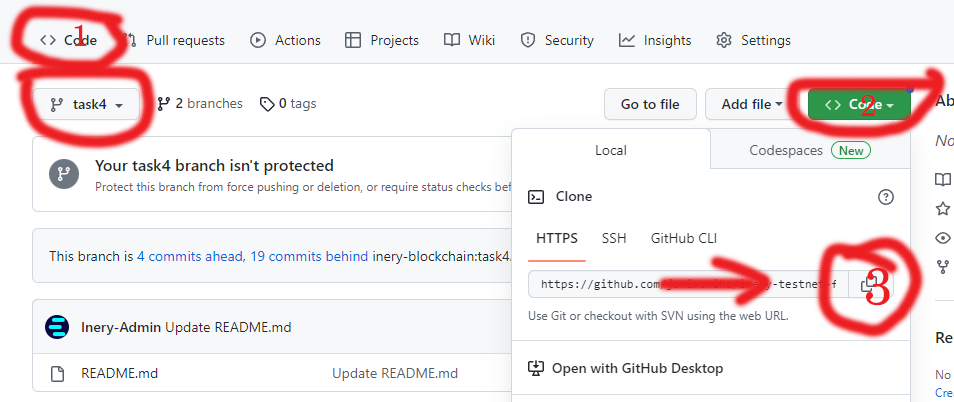 Code 1 Pull requests Actions Projects Wiki Security Insights Settings
task4 2 branches 0 tags Go to file Add file Code 2 Ab
Your task4 branch isn't protected
Protect this branch from force pushing or deletion, or require status checks bef
This branch is 4 commits ahead, 19 commits behind inery-blockchain:task4.
Inery-Admin Update README.md
README.md Update README.md
Local Codespaces New
Clone
HTTPS SSH GitHub CLI
https://github.com -testnet-f 3
Use Git or checkout with SVN using the web URL.
Open with GitHub Desktop
No
Re
No
Cre